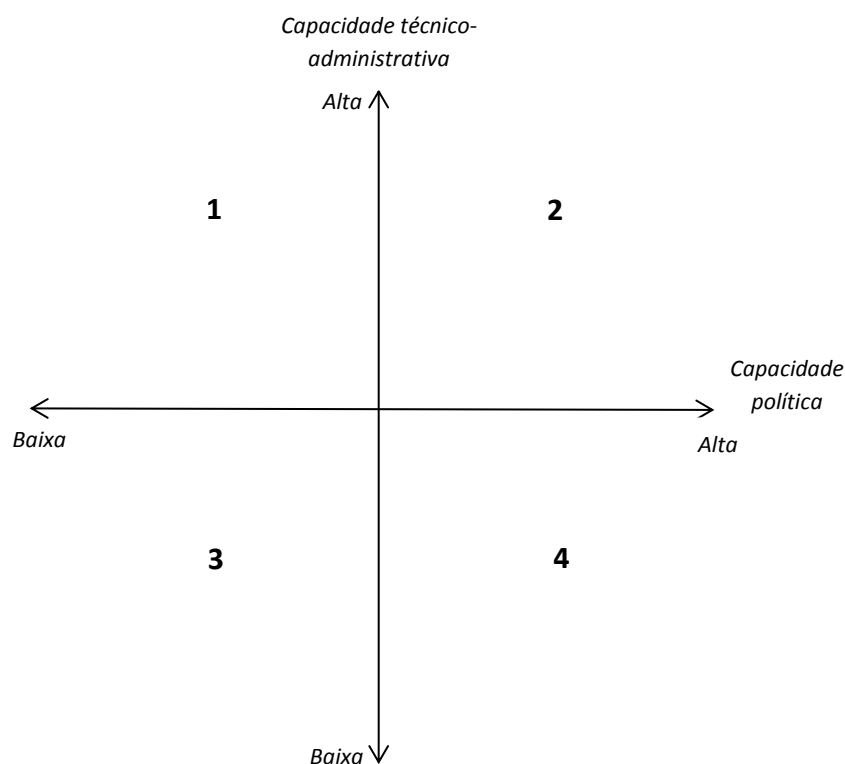 Capacidade técnico-
administrativa
Alta
1
2
Capacidade
política
Baixa
Alta
3
4
Baixa